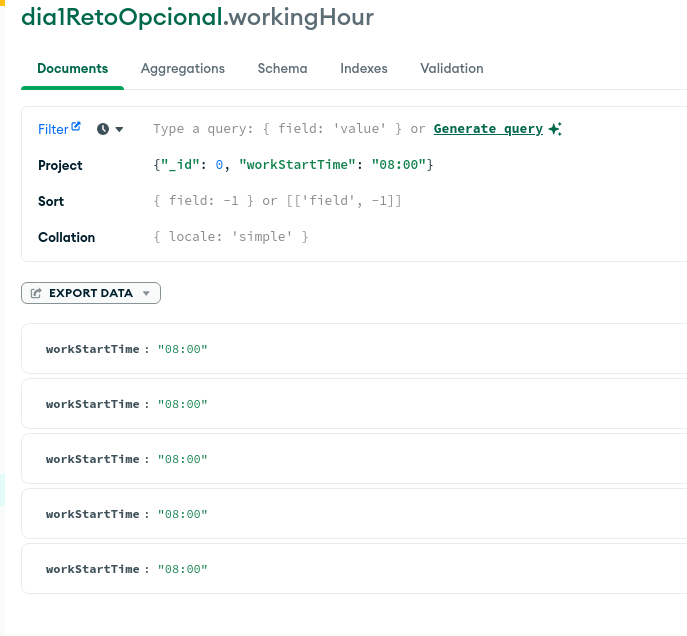 dia1RetoOpcional.workingHour
Documents Aggregations Schema Indexes Validation
Filter Type a query: { field: 'value' } or Generate query
Project {"_id": 0, "workStartTime": "08:00"}
Sort { field: -1 } or [['field', -1]]
Collation { locale: 'simple' }
EXPORT DATA
workStartTime : "08:00"
workStartTime : "08:00"
workStartTime : "08:00"
workStartTime : "08:00"
workStartTime : "08:00"